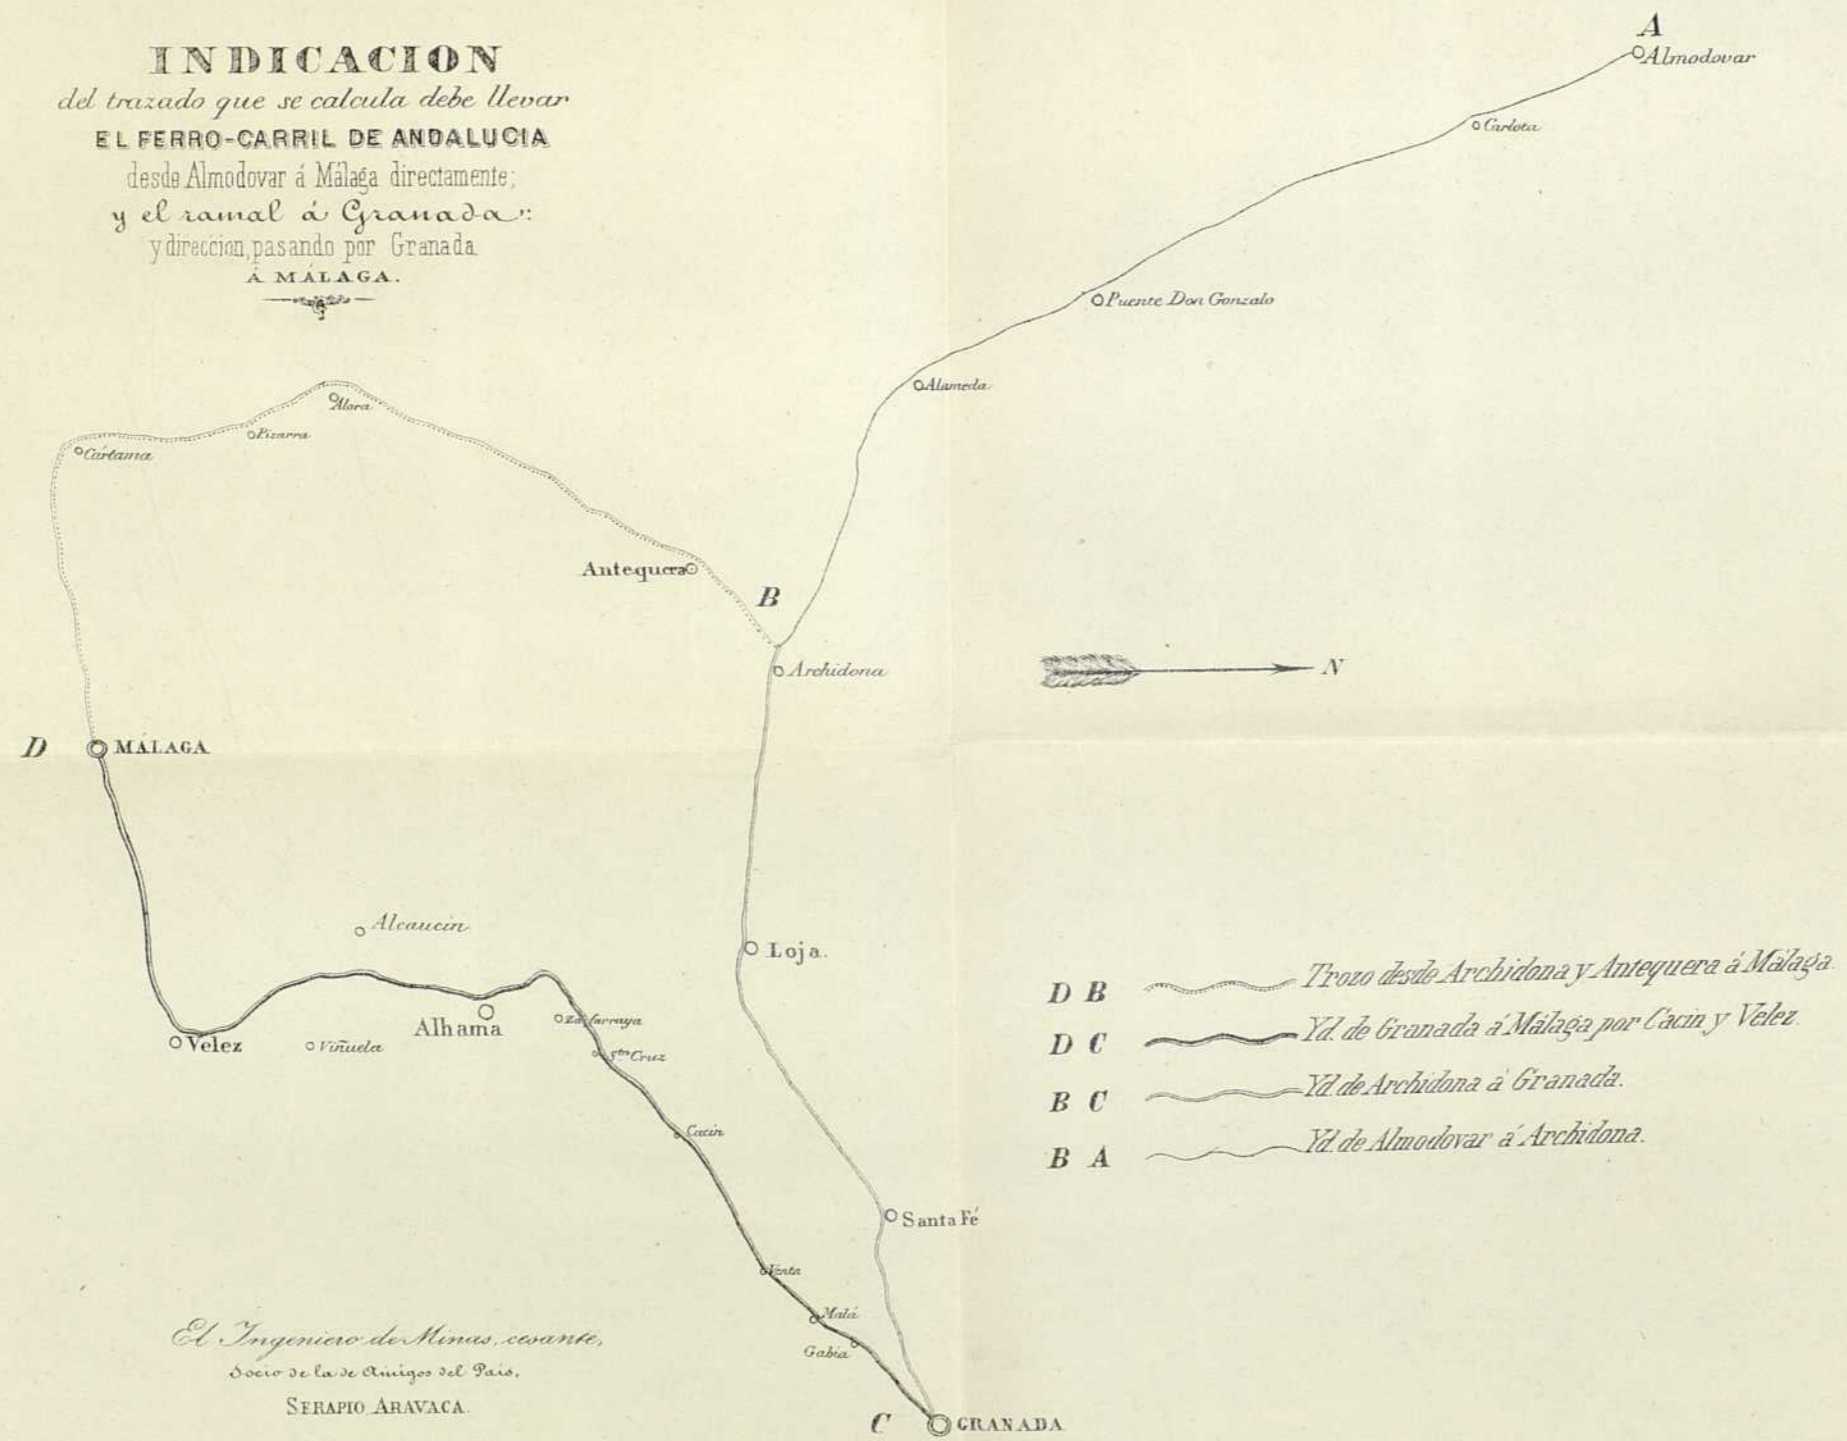 INDICACION
del trazado que se calcula debe llevar
EL FERRO-CARRIL DE ANDALUCIA
desde Almodovar á Málaga directamente;
y el ramal á Granada:
y direccion, pasando por Granada
Á MÁLAGA.
A
Almodovar
Carlota
Puente Don Gonzalo
Alameda
Alora
Pizarra
Cártama
Antequera
B
Archidona
N
D
MÁLAGA
Alcaucin
Loja.
Velez
Viñuela
Alhama
Zafarraya
Sta Cruz
Cacin
Santa Fé
Venta
Malá
Gabia
C
GRANADA
D B Trozo desde Archidona y Antequera á Málaga.
D C Yd. de Granada á Málaga por Cacin y Velez.
B C Yd. de Archidona á Granada.
B A Yd. de Almodovar á Archidona.
El Ingeniero de Minas, cesante,
Socio de la de Amigos del País,
SERAPIO ARAVACA.